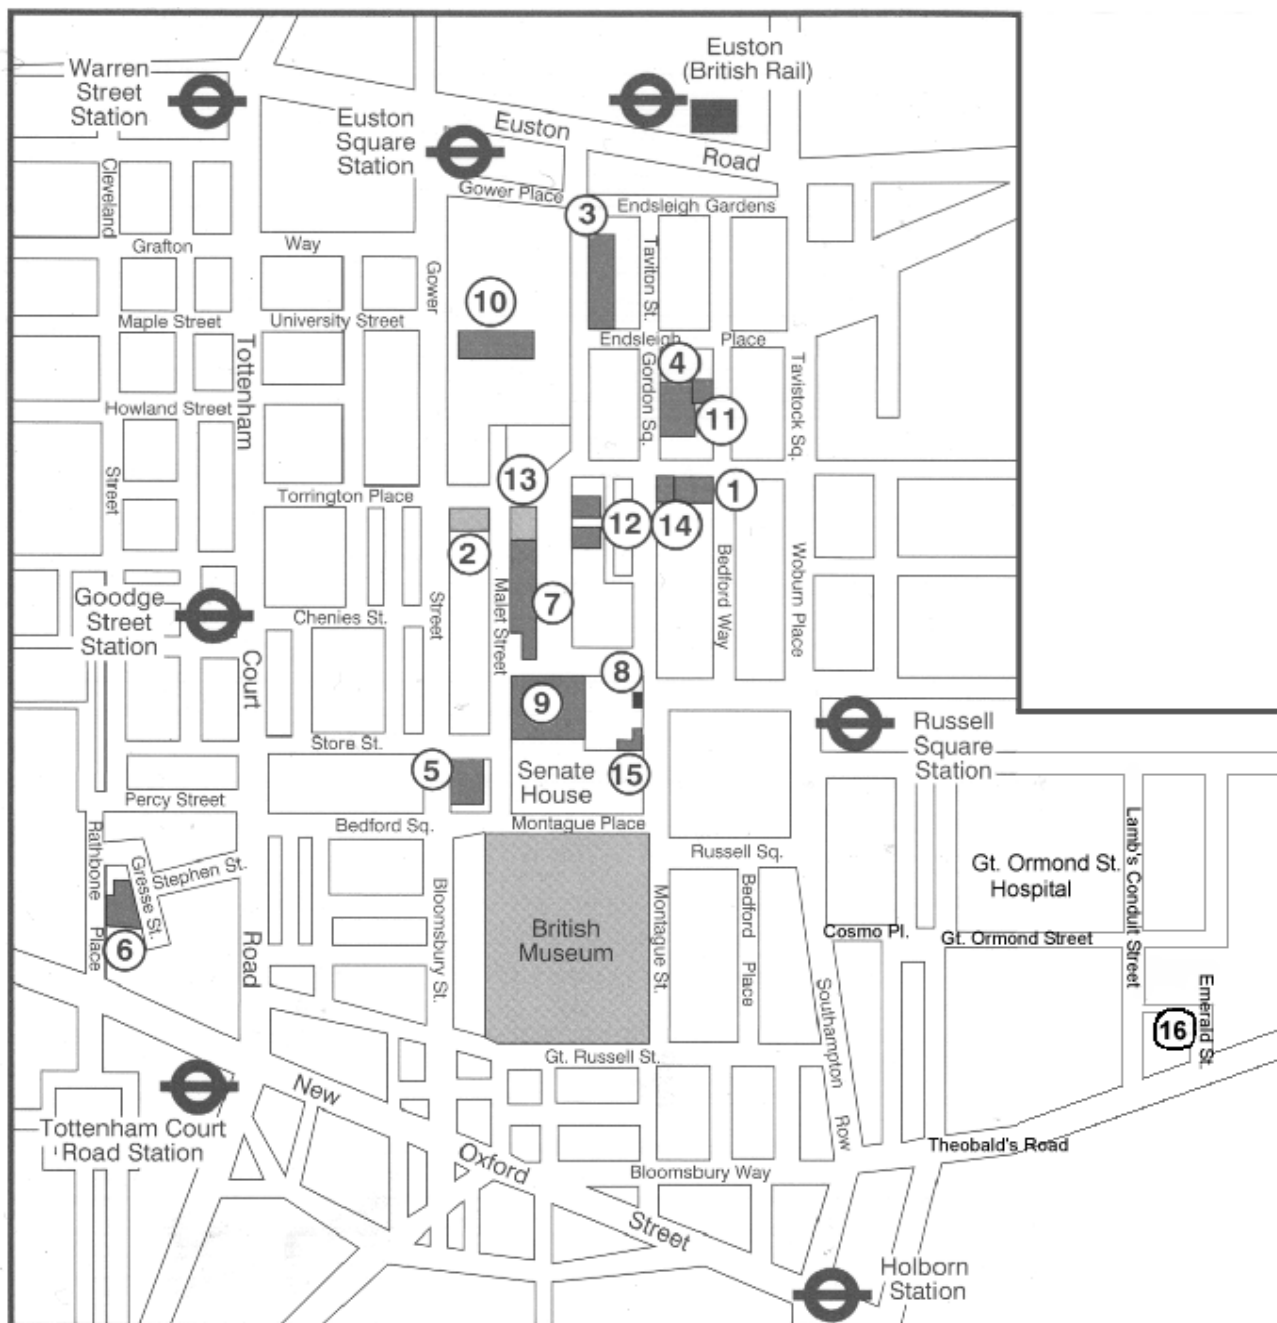 Euston
(British Rail)
Warren
Street
Station
Euston
Square
Station
Euston
Road
Gower Place
Endsleigh Gardens
3
Cleveland
Grafton
Way
Taviton St.
Gower
10
Maple Street
University Street
Endsleigh
Place
Tottenham
4
Gordon Sq.
Tavistock Sq.
Howland Street
11
Street
13
Torrington Place
1
12
14
2
Bedford Way
Woburn Place
Goodge
Street
Station
Malet Street
7
Street
Chenies St.
Court
8
9
Russell
Square
Station
Store St.
5
Senate
House
15
Percy Street
Bedford Sq.
Montague Place
Rathbone
Place
Lamb's Conduit Street
Russell Sq.
Gresse St.
Stephen St.
Gt. Ormond St.
Hospital
Bloomsbury St.
British
Museum
Montague St.
Bedford Place
Cosmo Pl.
Gt. Ormond Street
6
Road
Southampton
Row
Emerald St.
16
Gt. Russell St.
New
Oxford
Street
Tottenham Court
Road Station
Theobald's Road
Bloomsbury Way
Holborn
Station